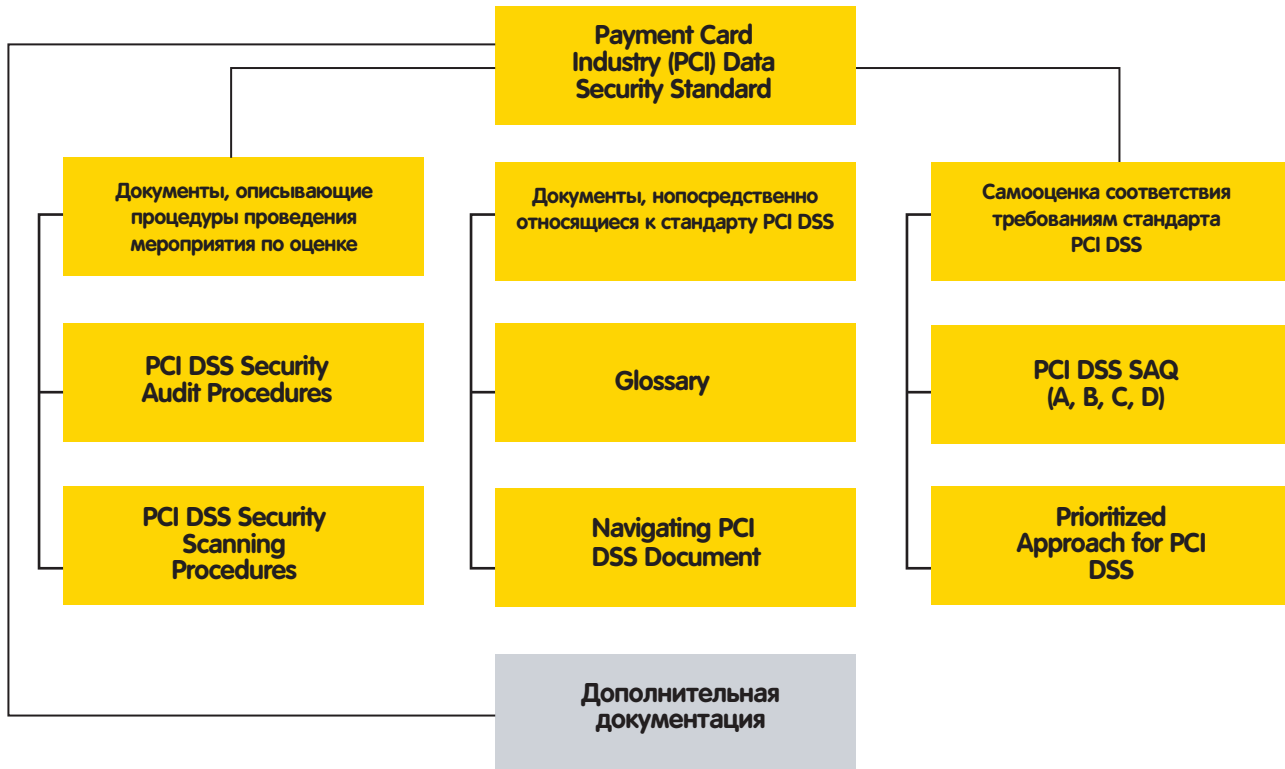 Payment Card
Industry (PCI) Data
Security Standard
Документы, описывающие
процедуры проведения
мероприятия по оценке
Документы, нопосредственно
относящиеся к стандарту PCI DSS
Самооценка соответствия
требованиям стандарта
PCI DSS
PCI DSS Security
Audit Procedures
Glossary
PCI DSS SAQ
(A, B, C, D)
PCI DSS Security
Scanning
Procedures
Navigating PCI
DSS Document
Prioritized
Approach for PCI
DSS
Дополнительная
документация